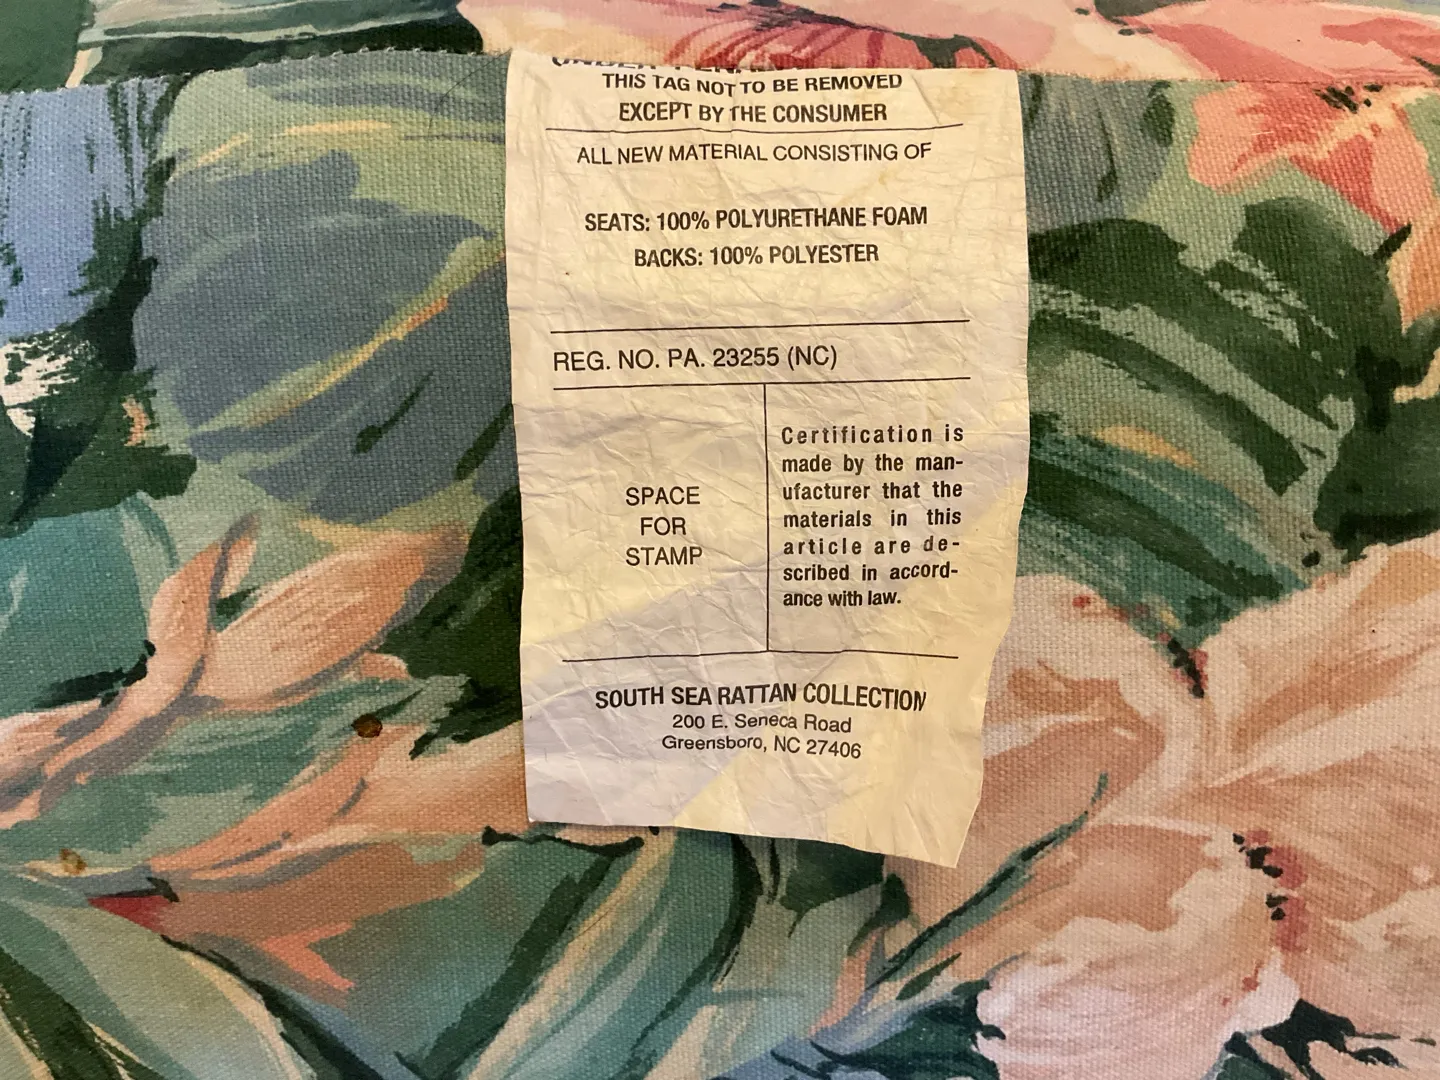 THIS TAG NOT TO BE REMOVED
EXCEPT BY THE CONSUMER
ALL NEW MATERIAL CONSISTING OF
SEATS: 100% POLYURETHANE FOAM
BACKS: 100% POLYESTER
REG. NO. PA. 23255 (NC)
SPACE
FOR
STAMP
Certification is
made by the man-
ufacturer that the
materials in this
article are de-
scribed in accord-
ance with law.
SOUTH SEA RATTAN COLLECTION
200 E. Seneca Road
Greensboro, NC 27406